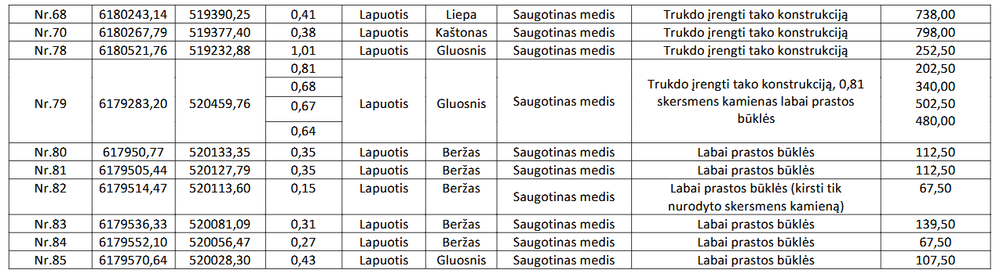 Nr.68 6180243,14 519390,25 0,41 Lapuotis Liepa Saugotinas medis Trukdo įrengti tako konstrukciją 738,00
Nr.70 6180267,79 519377,40 0,38 Lapuotis Kaštonas Saugotinas medis Trukdo įrengti tako konstrukciją 798,00
Nr.78 6180521,76 519232,88 1,01 Lapuotis Gluosnis Saugotinas medis Trukdo įrengti tako konstrukciją 252,50
0,81 202,50
0,68 Trukdo įrengti tako konstrukciją, 0,81 340,00
Nr.79 6179283,20 520459,76 0,67 Lapuotis Gluosnis Saugotinas medis skersmens kamienas labai prastos 502,50
būklės 480,00
0,64
Nr.80 617950,77 520133,35 0,35 Lapuotis Beržas Saugotinas medis Labai prastos būklės 112,50
Nr.81 6179505,44 520127,79 0,35 Lapuotis Beržas Saugotinas medis Labai prastos būklės 112,50
Nr.82 6179514,47 520113,60 0,15 Lapuotis Beržas Saugotinas medis Labai prastos būklės (kirsti tik 67,50
nurodyto skersmens kamieną)
Nr.83 6179536,33 520081,09 0,31 Lapuotis Beržas Saugotinas medis Labai prastos būklės 139,50
Nr.84 6179552,10 520056,47 0,27 Lapuotis Beržas Saugotinas medis Labai prastos būklės 67,50
Nr.85 6179570,64 520028,30 0,43 Lapuotis Gluosnis Saugotinas medis Labai prastos būklės 107,50